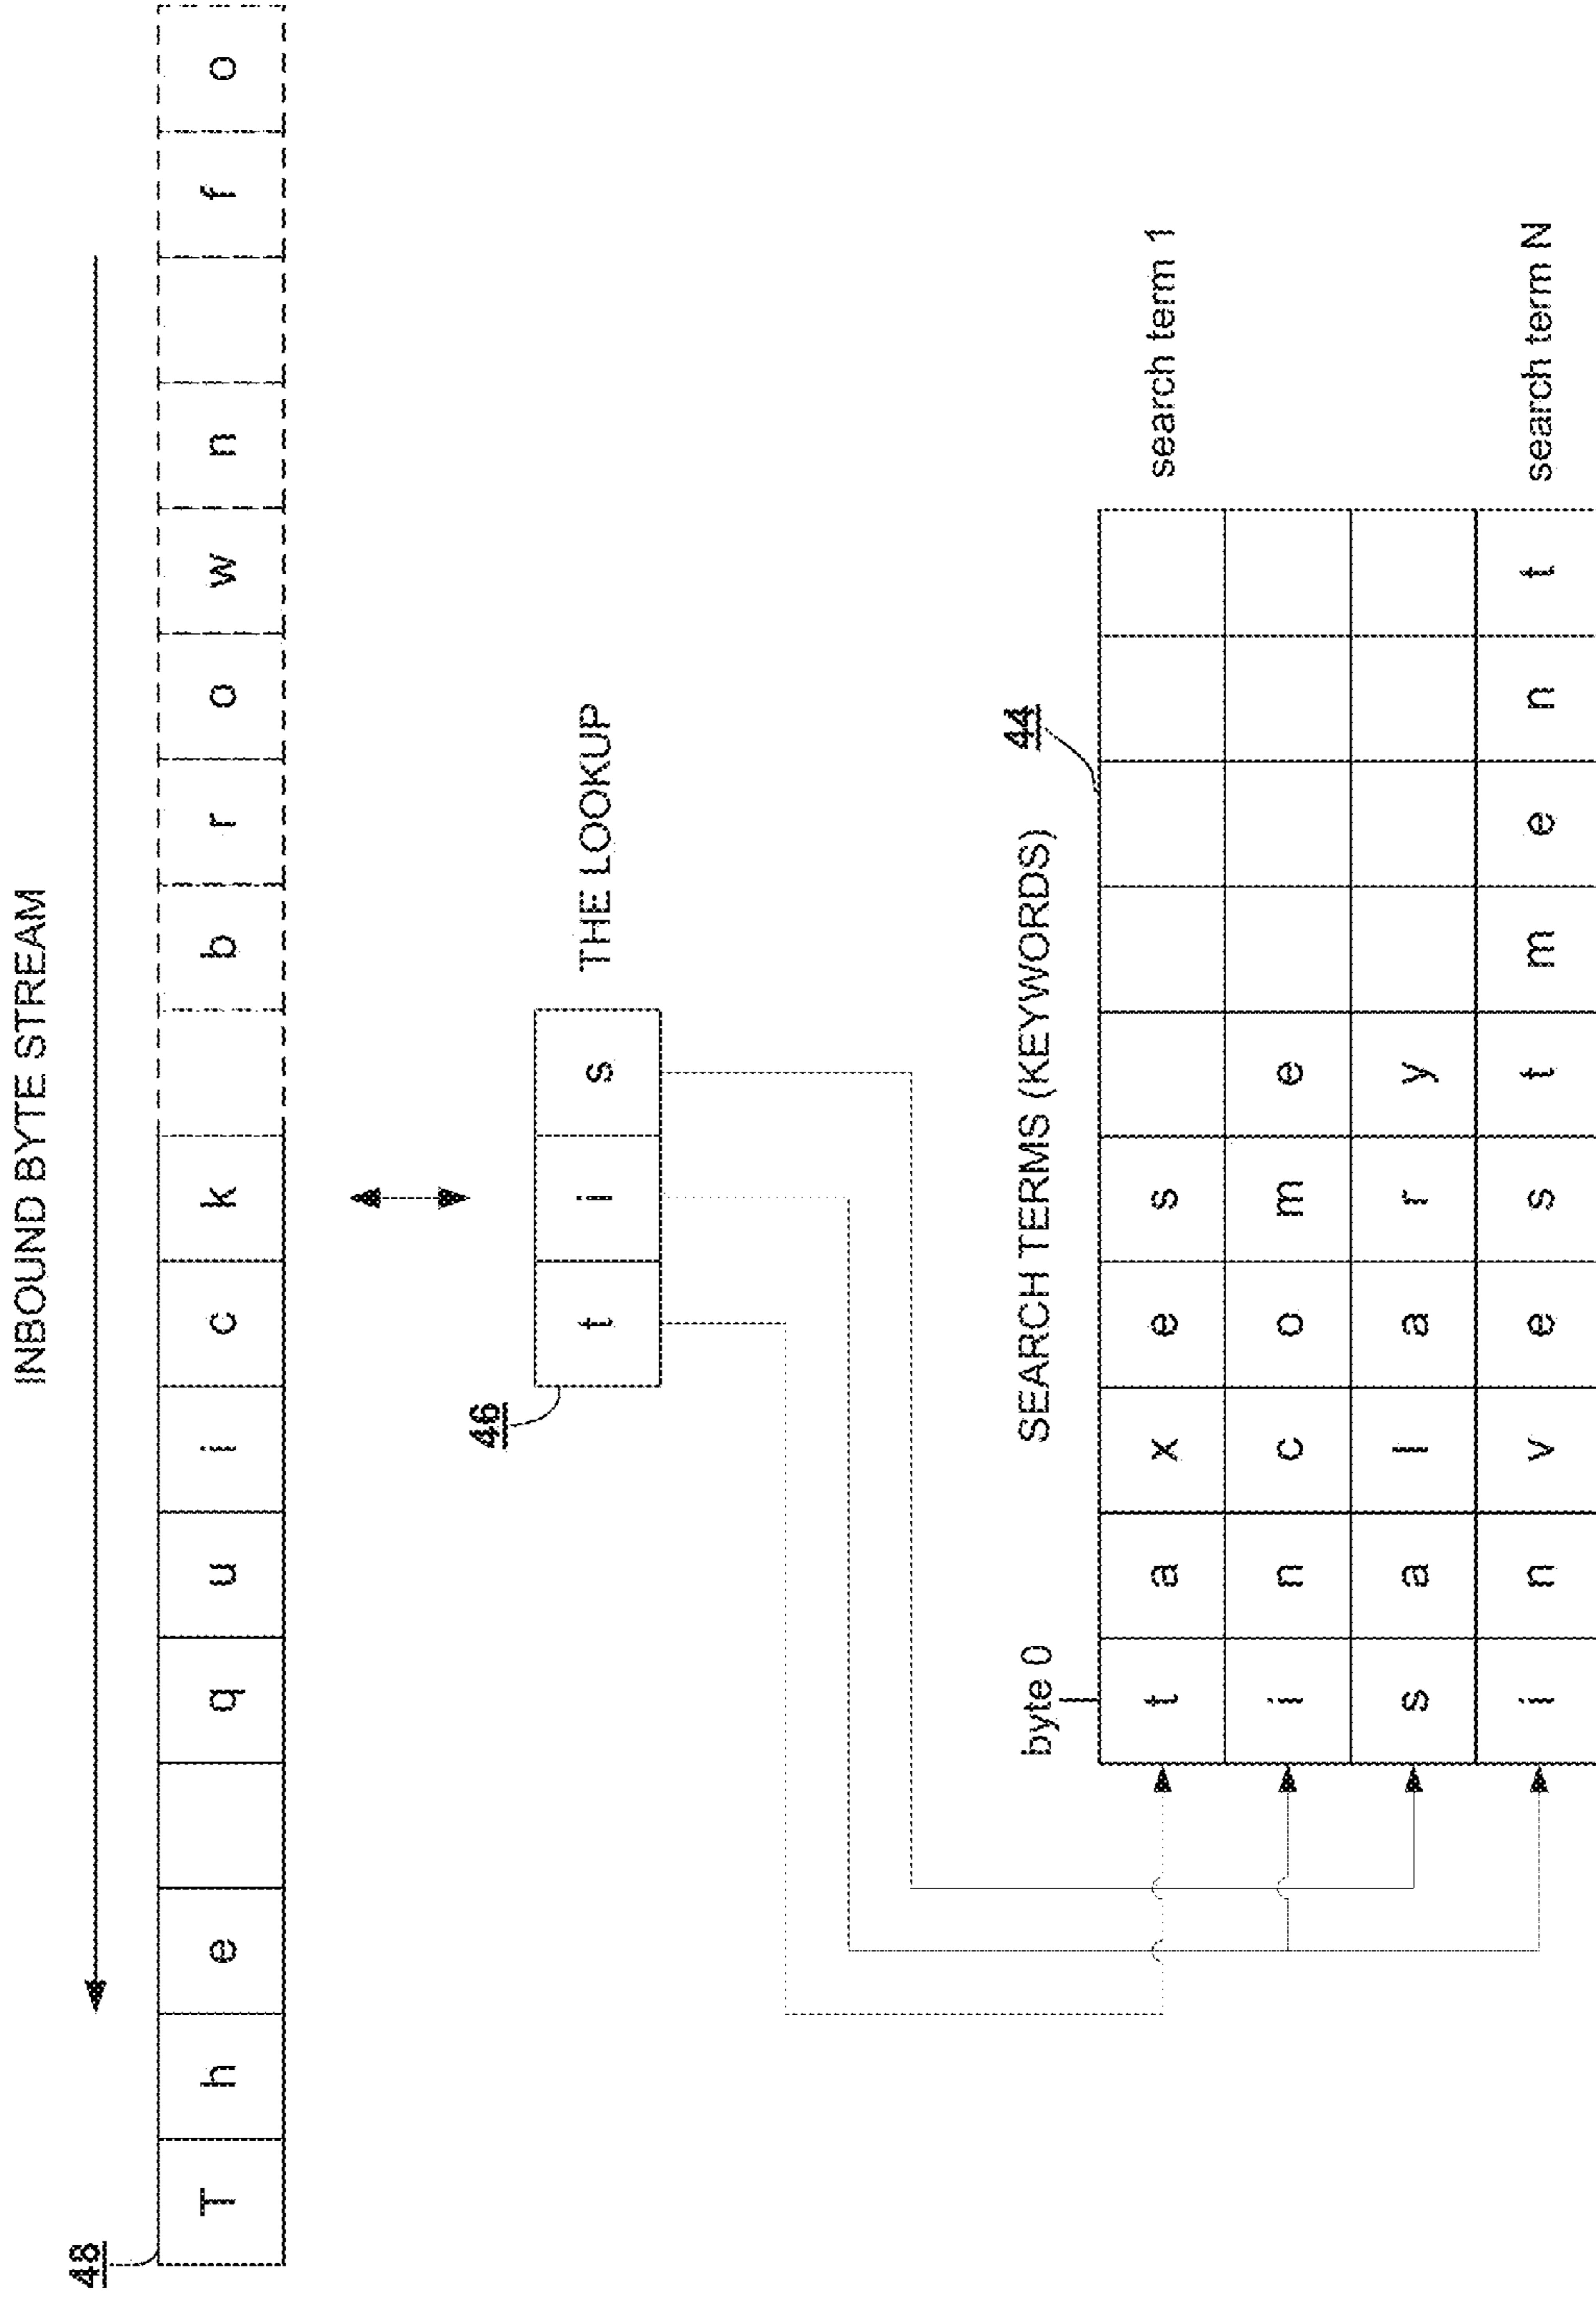 INBOUND BYTE STREAM
48
T h e   q u i c k   b r o w n   f o
46
t i s
THE LOOKUP
SEARCH TERMS (KEYWORDS)
44
byte 0
t a x e s
search term 1
i n c o m e
s a l a r y
i n v e s t m e n t
search term N